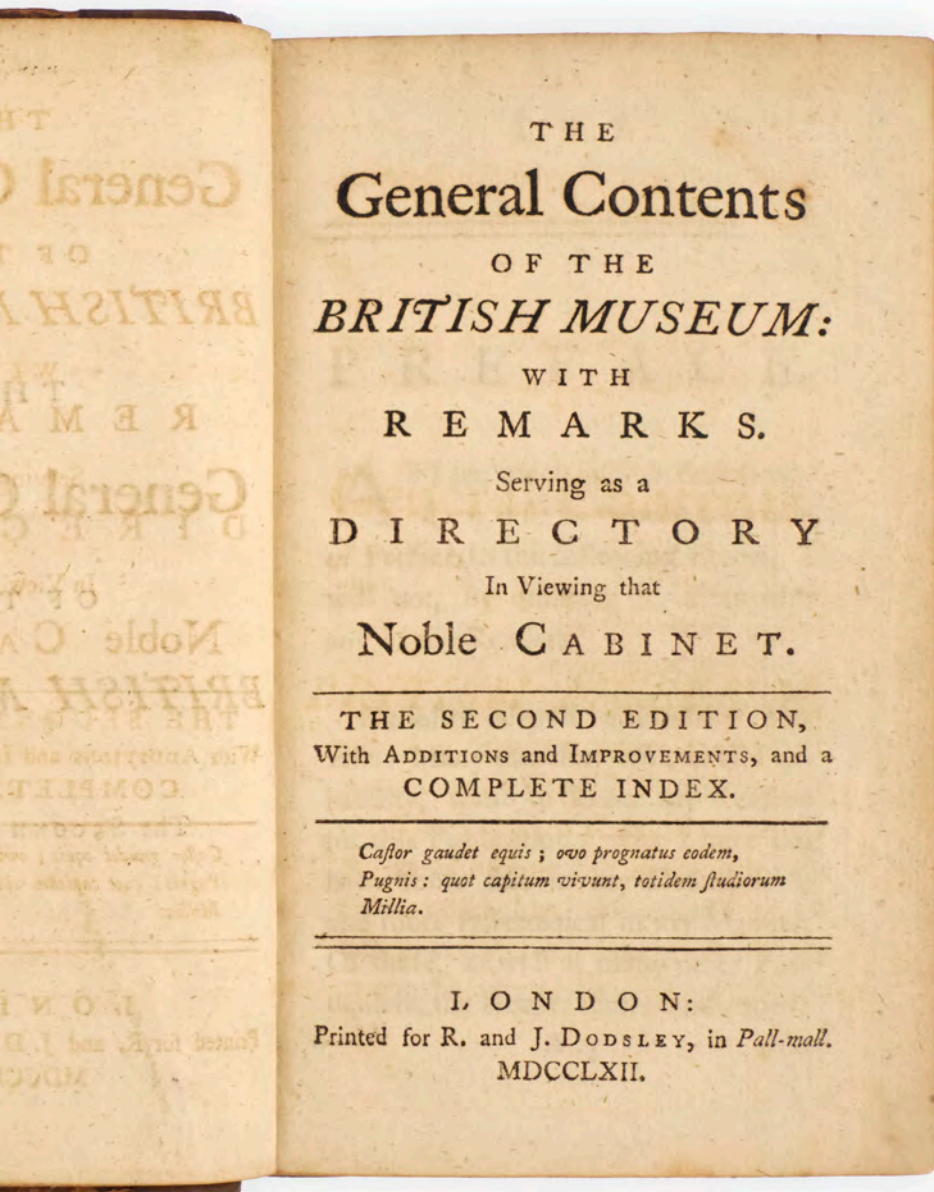 THE
General Contents
OF THE
BRITISH MUSEUM:
WITH
REMARKS.
Serving as a
DIRECTORY
In Viewing that
Noble CABINET.
THE SECOND EDITION,
With ADDITIONS and IMPROVEMENTS, and a
COMPLETE INDEX.
Caſtor gaudet equis ; ovo prognatus eodem,
Pugnis : quot capitum vivunt, totidem ſtudiorum
Millia.
LONDON:
Printed for R. and J. DODSLEY, in Pall-mall.
MDCCLXII.